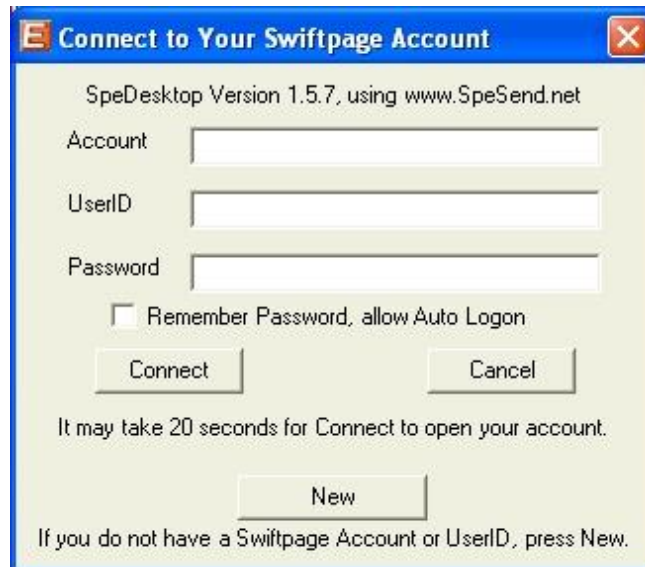 E Connect to Your Swiftpage Account
SpeDesktop Version 1.5.7, using www.SpeSend.net
Account
UserID
Password
Remember Password, allow Auto Logon
Connect Cancel
It may take 20 seconds for Connect to open your account.
New
If you do not have a Swiftpage Account or UserID, press New.